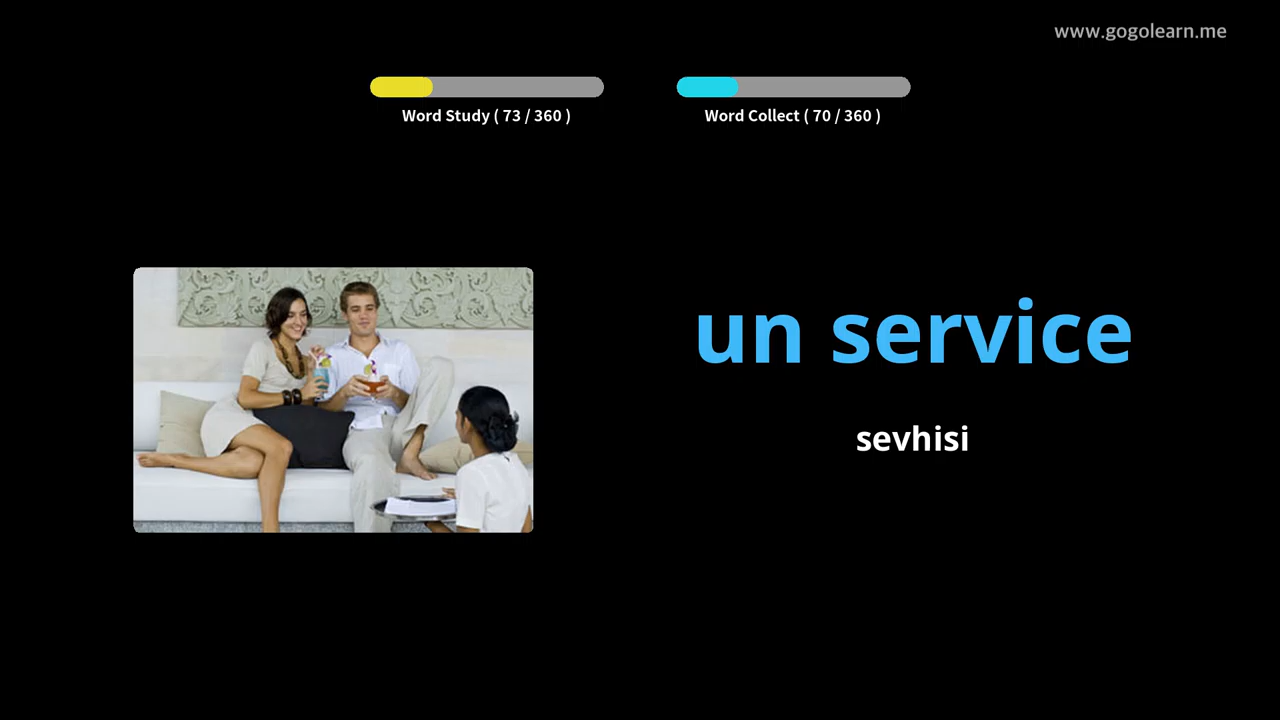 www.gogolearn.me
Word Study ( 73 / 360 )
Word Collect ( 70 / 360 )
un service
sevhisi